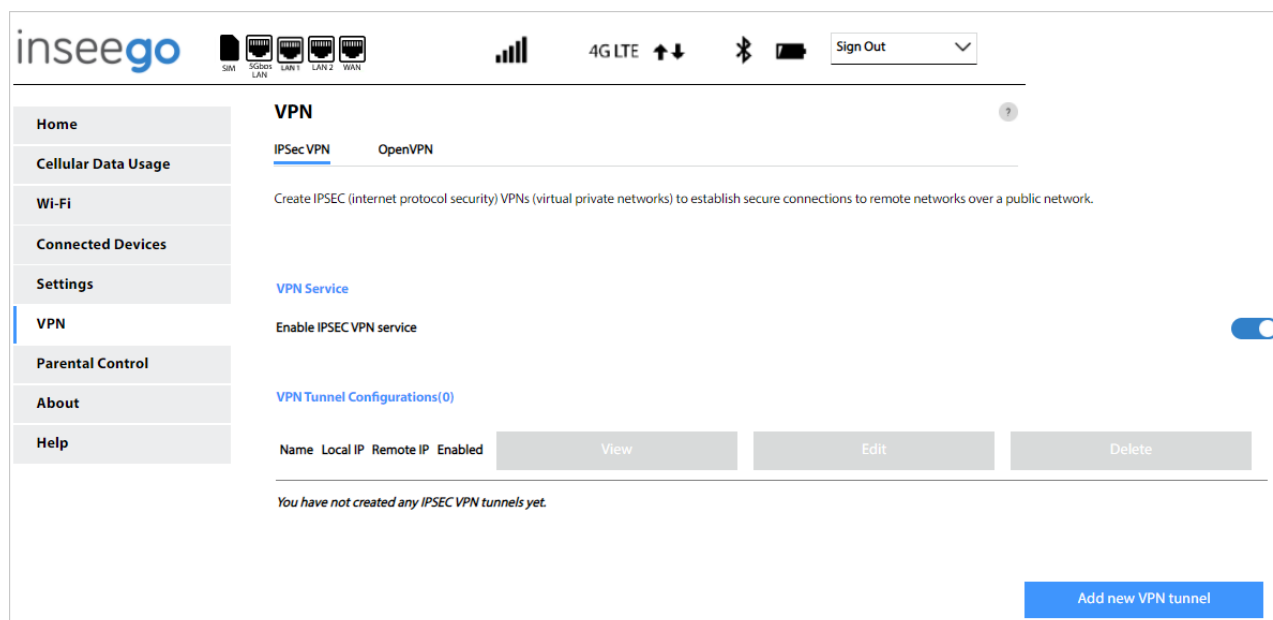 inseego
SIM
5Gbos LAN
LAN 1
LAN 2
WAN
4G LTE
Sign Out
Home
Cellular Data Usage
Wi-Fi
Connected Devices
Settings
VPN
Parental Control
About
Help
VPN
?
IPSec VPN OpenVPN
Create IPSEC (internet protocol security) VPNs (virtual private networks) to establish secure connections to remote networks over a public network.
VPN Service
Enable IPSEC VPN service
VPN Tunnel Configurations(0)
Name Local IP Remote IP Enabled View Edit Delete
You have not created any IPSEC VPN tunnels yet.
Add new VPN tunnel